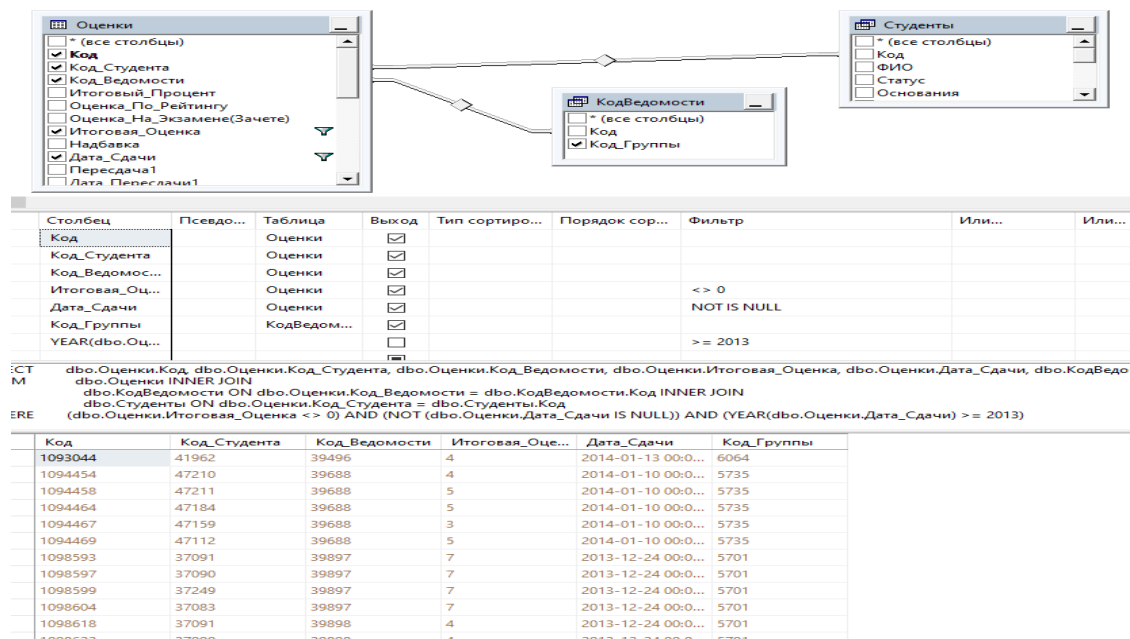 Оценки
* (все столбцы)
Код
Код_Студента
Код_Ведомости
Итоговый_Процент
Оценка_По_Рейтингу
Оценка_На_Экзамене(Зачете)
Итоговая_Оценка
Надбавка
Дата_Сдачи
Пересдача1
Дата_Пересдачи1
КодВедомости
* (все столбцы)
Код
Код_Группы
Студенты
* (все столбцы)
Код
ФИО
Статус
Основания
Столбец Псевдо... Таблица Выход Тип сортиро... Порядок сор... Фильтр Или... Или...
Код Оценки
Код_Студента Оценки
Код_Ведомос... Оценки
Итоговая_Оц... Оценки <> 0
Дата_Сдачи Оценки NOT IS NULL
Код_Группы КодВедом...
YEAR(dbo.Оц... >= 2013
ECT dbo.Оценки.Код, dbo.Оценки.Код_Студента, dbo.Оценки.Код_Ведомости, dbo.Оценки.Итоговая_Оценка, dbo.Оценки.Дата_Сдачи, dbo.КодВедо
M dbo.Оценки INNER JOIN
dbo.КодВедомости ON dbo.Оценки.Код_Ведомости = dbo.КодВедомости.Код INNER JOIN
dbo.Студенты ON dbo.Оценки.Код_Студента = dbo.Студенты.Код
ERE (dbo.Оценки.Итоговая_Оценка <> 0) AND (NOT (dbo.Оценки.Дата_Сдачи IS NULL)) AND (YEAR(dbo.Оценки.Дата_Сдачи) >= 2013)
Код Код_Студента Код_Ведомости Итоговая_Оце... Дата_Сдачи Код_Группы
1093044 41962 39496 4 2014-01-13 00:0... 6064
1094454 47210 39688 4 2014-01-10 00:0... 5735
1094458 47211 39688 5 2014-01-10 00:0... 5735
1094464 47184 39688 5 2014-01-10 00:0... 5735
1094467 47159 39688 3 2014-01-10 00:0... 5735
1094469 47112 39688 5 2014-01-10 00:0... 5735
1098593 37091 39897 7 2013-12-24 00:0... 5701
1098597 37090 39897 7 2013-12-24 00:0... 5701
1098599 37249 39897 7 2013-12-24 00:0... 5701
1098604 37083 39897 7 2013-12-24 00:0... 5701
1098618 37091 39898 4 2013-12-24 00:0... 5701